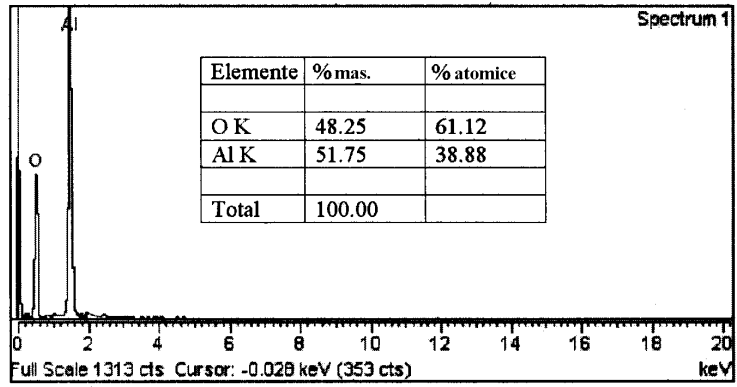 Al
Spectrum 1
Elemente % mas. % atomice
O K 48.25 61.12
Al K 51.75 38.88
Total 100.00
O
0 2 4 6 8 10 12 14 16 18 20
Full Scale 1313 cts Cursor: -0.028 keV (353 cts) keV